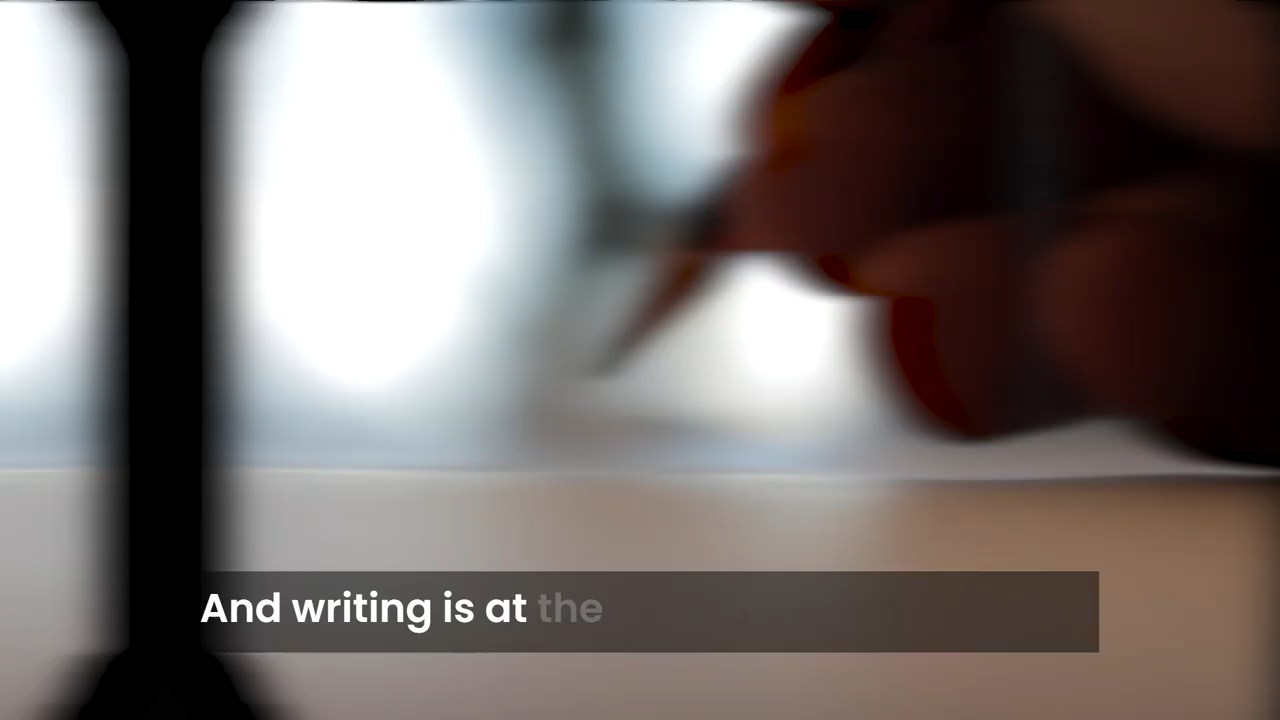 And writing is at the